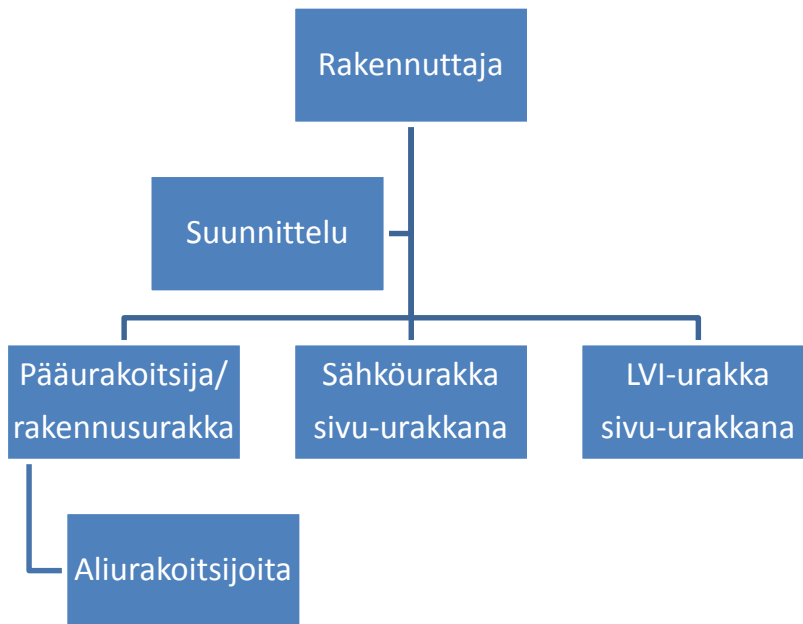 Rakennuttaja
Suunnittelu
Pääurakoitsija/
rakennusurakka
Sähköurakka
sivu-urakkana
LVI-urakka
sivu-urakkana
Aliurakoitsijoita